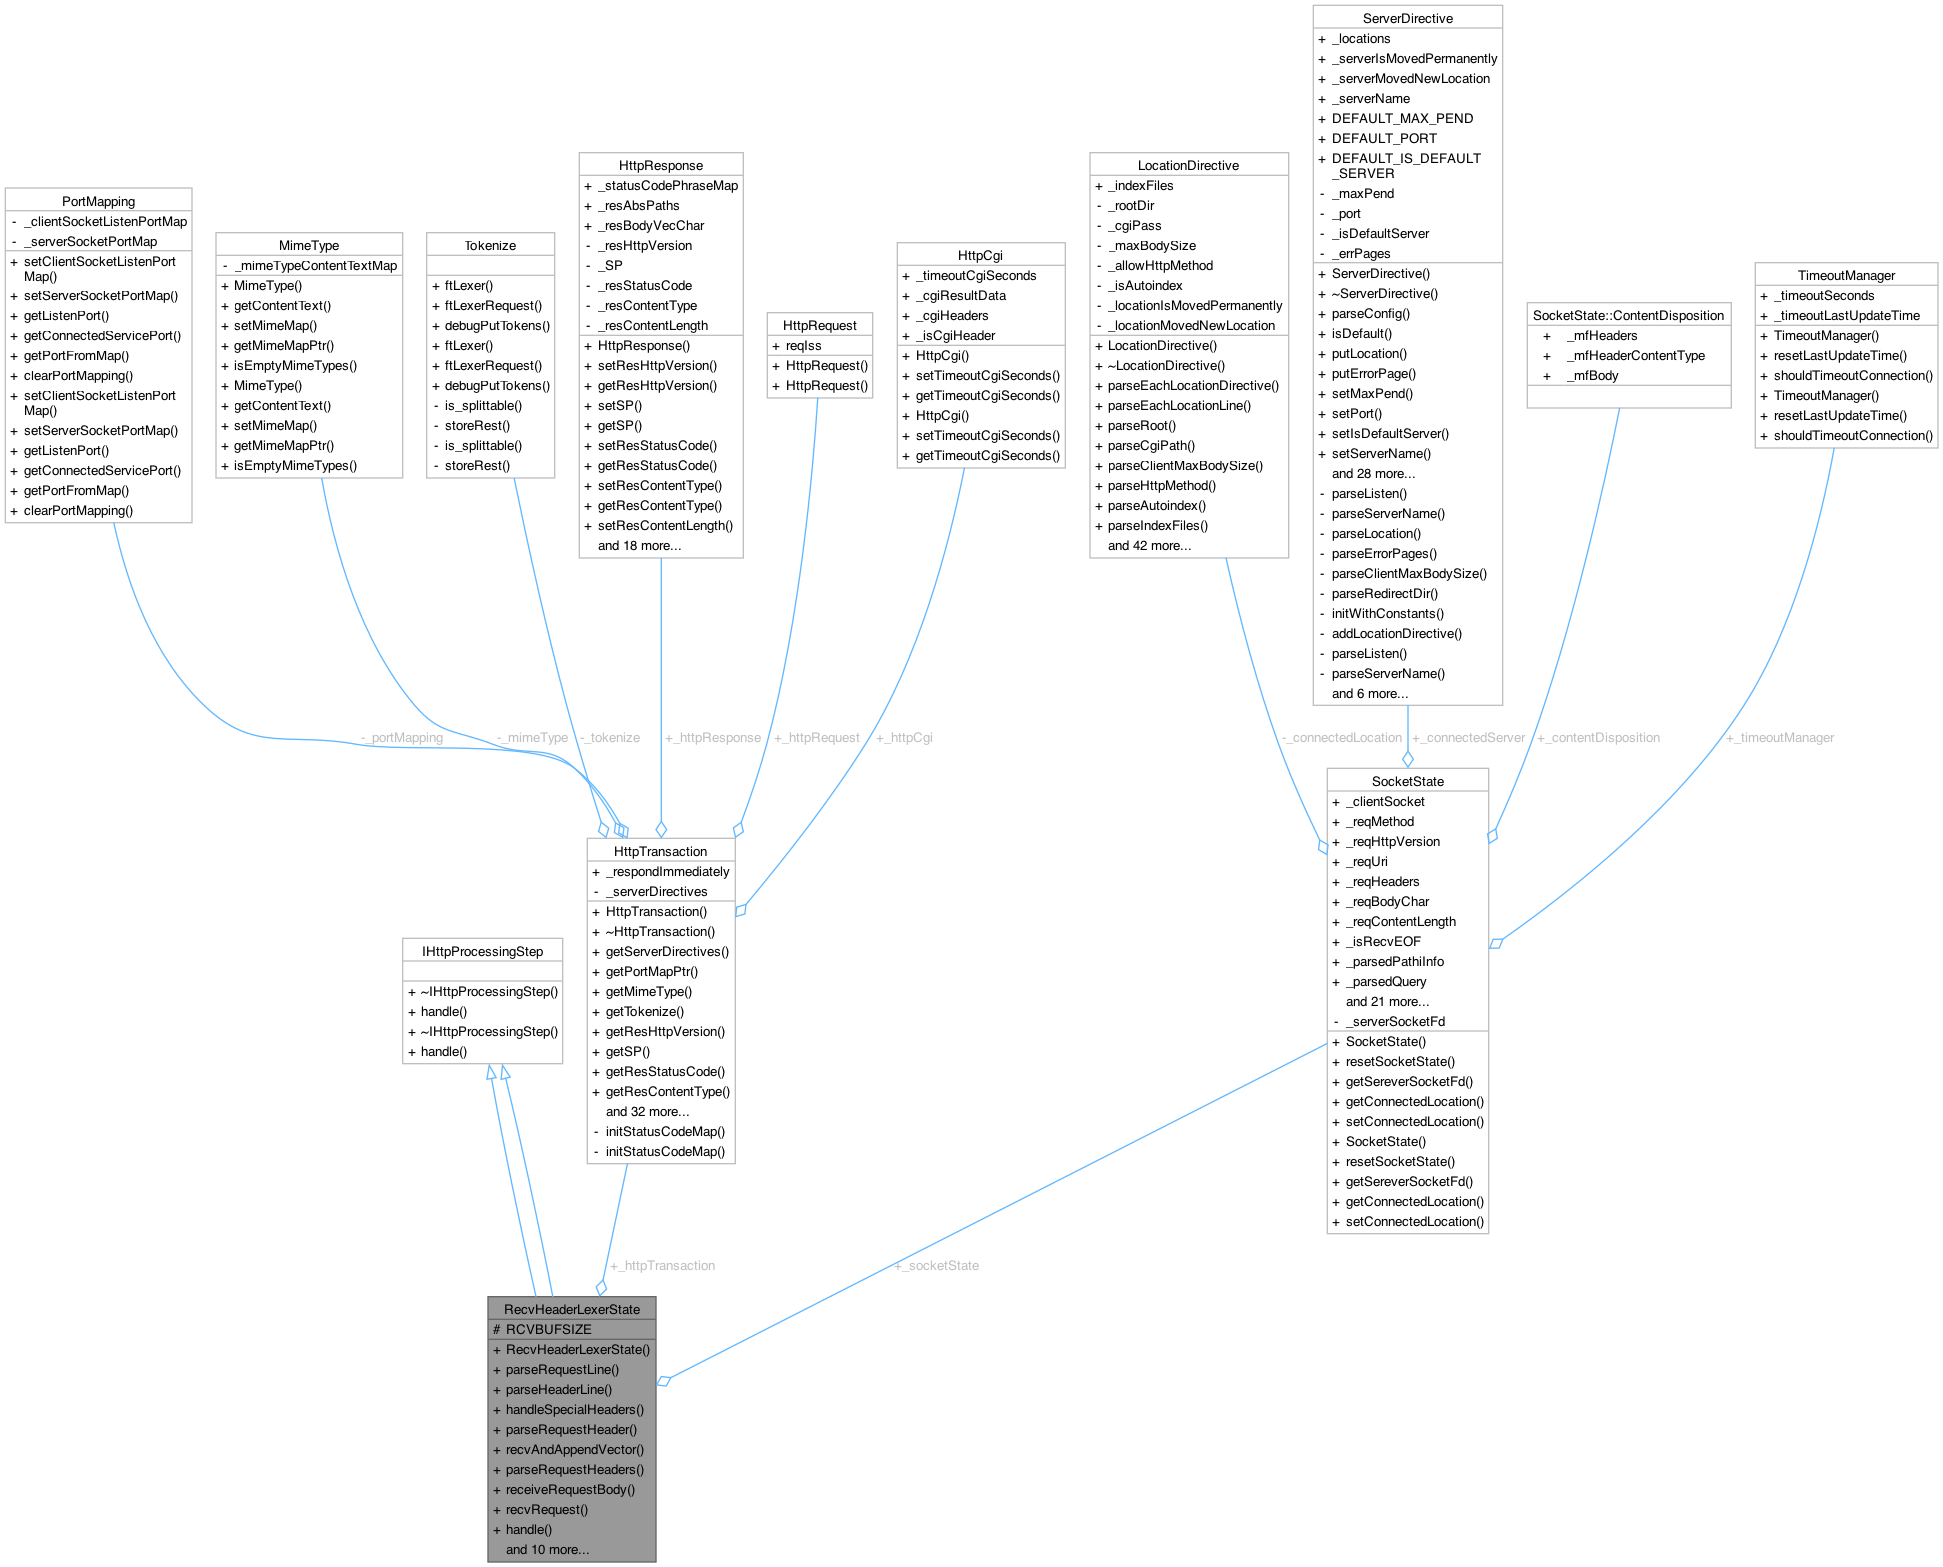 ServerDirective
+ _locations
+ _serverIsMovedPermanently
+ _serverMovedNewLocation
+ _serverName
+ DEFAULT_MAX_PEND
+ DEFAULT_PORT
+ DEFAULT_IS_DEFAULT
_SERVER
- _maxPend
- _port
- _isDefaultServer
- _errPages
+ ServerDirective()
+ ~ServerDirective()
+ parseConfig()
+ isDefault()
+ putLocation()
+ putErrorPage()
+ setMaxPend()
+ setPort()
+ setIsDefaultServer()
+ setServerName()
and 28 more...
- parseListen()
- parseServerName()
- parseLocation()
- parseErrorPages()
- parseClientMaxBodySize()
- parseRedirectDir()
- initWithConstants()
- addLocationDirective()
- parseListen()
- parseServerName()
and 6 more...
PortMapping
- _clientSocketListenPortMap
- _serverSocketPortMap
+ setClientSocketListenPort
Map()
+ setServerSocketPortMap()
+ getListenPort()
+ getConnectedServicePort()
+ getPortFromMap()
+ clearPortMapping()
+ setClientSocketListenPort
Map()
+ setServerSocketPortMap()
+ getListenPort()
+ getConnectedServicePort()
+ getPortFromMap()
+ clearPortMapping()
MimeType
- _mimeTypeContentTextMap
+ MimeType()
+ getContentText()
+ setMimeMap()
+ getMimeMapPtr()
+ isEmptyMimeTypes()
+ MimeType()
+ getContentText()
+ setMimeMap()
+ getMimeMapPtr()
+ isEmptyMimeTypes()
Tokenize
+ ftLexer()
+ ftLexerRequest()
+ debugPutTokens()
+ ftLexer()
+ ftLexerRequest()
+ debugPutTokens()
- is_splittable()
- storeRest()
- is_splittable()
- storeRest()
HttpResponse
+ _statusCodePhraseMap
+ _resAbsPaths
+ _resBodyVecChar
- _resHttpVersion
- _SP
- _resStatusCode
- _resContentType
- _resContentLength
+ HttpResponse()
+ setResHttpVersion()
+ getResHttpVersion()
+ setSP()
+ getSP()
+ setResStatusCode()
+ getResStatusCode()
+ setResContentType()
+ getResContentType()
+ setResContentLength()
and 18 more...
HttpRequest
+ reqIss
+ HttpRequest()
+ HttpRequest()
HttpCgi
+ _timeoutCgiSeconds
+ _cgiResultData
+ _cgiHeaders
+ _isCgiHeader
+ HttpCgi()
+ setTimeoutCgiSeconds()
+ getTimeoutCgiSeconds()
+ HttpCgi()
+ setTimeoutCgiSeconds()
+ getTimeoutCgiSeconds()
LocationDirective
+ _indexFiles
- _rootDir
- _cgiPass
- _maxBodySize
- _allowHttpMethod
- _isAutoindex
- _locationIsMovedPermanently
- _locationMovedNewLocation
+ LocationDirective()
+ ~LocationDirective()
+ parseEachLocationDirective()
+ parseEachLocationLine()
+ parseRoot()
+ parseCgiPath()
+ parseClientMaxBodySize()
+ parseHttpMethod()
+ parseAutoindex()
+ parseIndexFiles()
and 42 more...
SocketState::ContentDisposition
+ _mfHeaders
+ _mfHeaderContentType
+ _mfBody
TimeoutManager
+ _timeoutSeconds
+ _timeoutLastUpdateTime
+ TimeoutManager()
+ resetLastUpdateTime()
+ shouldTimeoutConnection()
+ TimeoutManager()
+ resetLastUpdateTime()
+ shouldTimeoutConnection()
-_portMapping
-_mimeType
-_tokenize
+_httpResponse
+_httpRequest
+_httpCgi
-_connectedLocation
+_connectedServer
+_contentDisposition
+_timeoutManager
SocketState
+ _clientSocket
+ _reqMethod
+ _reqHttpVersion
+ _reqUri
+ _reqHeaders
+ _reqBodyChar
+ _reqContentLength
+ _isRecvEOF
+ _parsedPathiInfo
+ _parsedQuery
and 21 more...
- _serverSocketFd
+ SocketState()
+ resetSocketState()
+ getSereverSocketFd()
+ getConnectedLocation()
+ setConnectedLocation()
+ SocketState()
+ resetSocketState()
+ getSereverSocketFd()
+ getConnectedLocation()
+ setConnectedLocation()
HttpTransaction
+ _respondImmediately
- _serverDirectives
+ HttpTransaction()
+ ~HttpTransaction()
+ getServerDirectives()
+ getPortMapPtr()
+ getMimeType()
+ getTokenize()
+ getResHttpVersion()
+ getSP()
+ getResStatusCode()
+ getResContentType()
and 32 more...
- initStatusCodeMap()
- initStatusCodeMap()
IHttpProcessingStep
+ ~IHttpProcessingStep()
+ handle()
+ ~IHttpProcessingStep()
+ handle()
+_httpTransaction
+_socketState
RecvHeaderLexerState
# RCVBUFSIZE
+ RecvHeaderLexerState()
+ parseRequestLine()
+ parseHeaderLine()
+ handleSpecialHeaders()
+ parseRequestHeader()
+ recvAndAppendVector()
+ parseRequestHeaders()
+ receiveRequestBody()
+ recvRequest()
+ handle()
and 10 more...